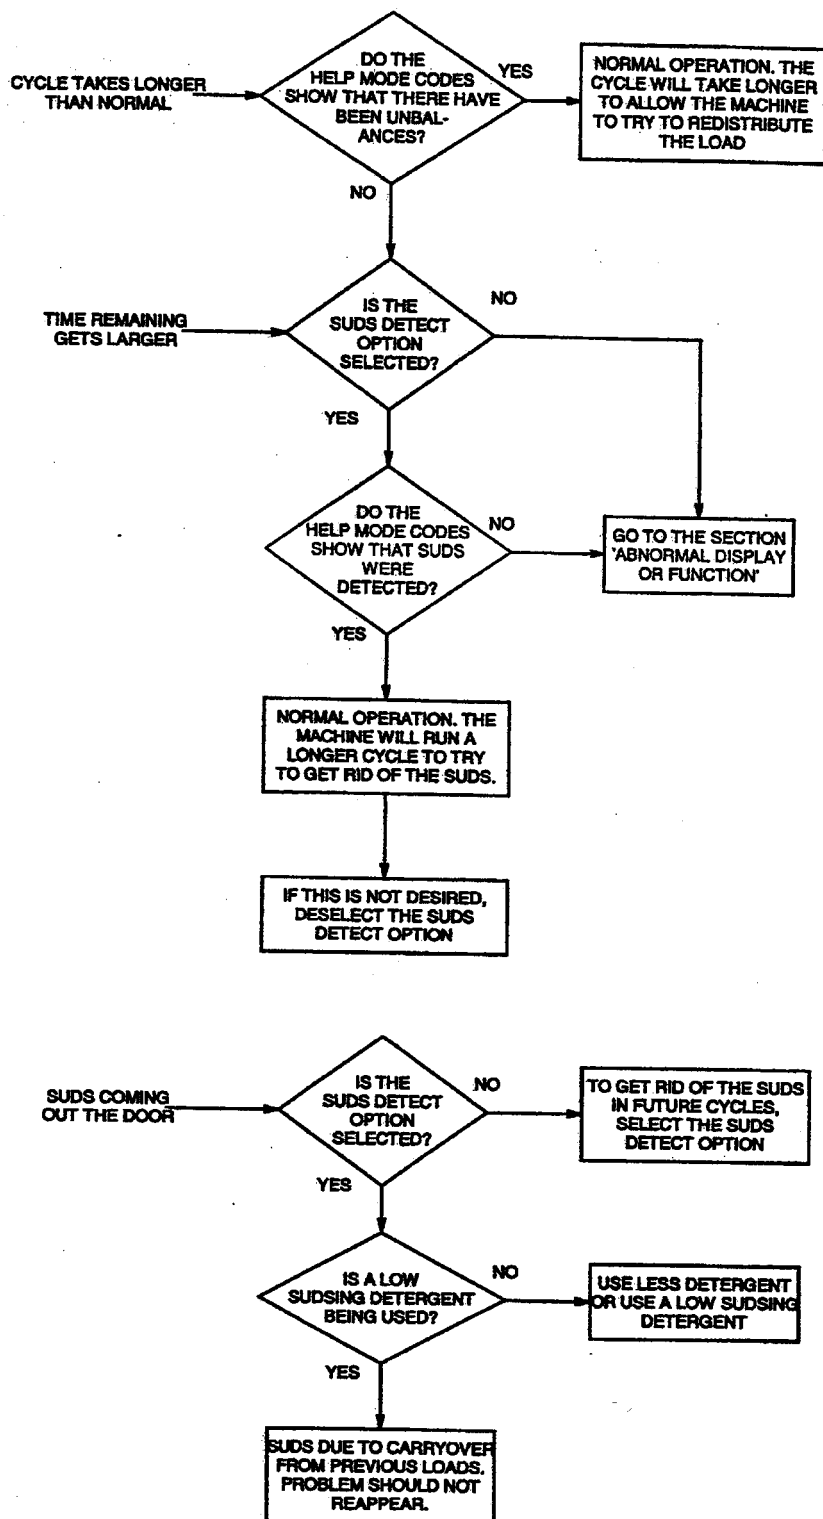 CYCLE TAKES LONGER
THAN NORMAL
DO THE
HELP MODE CODES
SHOW THAT THERE HAVE
BEEN UNBAL-
ANCES?
YES
NORMAL OPERATION. THE
CYCLE WILL TAKE LONGER
TO ALLOW THE MACHINE
TO TRY TO REDISTRIBUTE
THE LOAD
NO
TIME REMAINING
GETS LARGER
IS THE
SUDS DETECT
OPTION
SELECTED?
NO
YES
DO THE
HELP MODE CODES
SHOW THAT SUDS
WERE
DETECTED?
NO
GO TO THE SECTION
'ABNORMAL DISPLAY
OR FUNCTION'
YES
NORMAL OPERATION. THE
MACHINE WILL RUN A
LONGER CYCLE TO TRY
TO GET RID OF THE SUDS.
IF THIS IS NOT DESIRED,
DESELECT THE SUDS
DETECT OPTION
SUDS COMING
OUT THE DOOR
IS THE
SUDS DETECT
OPTION
SELECTED?
NO
TO GET RID OF THE SUDS
IN FUTURE CYCLES,
SELECT THE SUDS
DETECT OPTION
YES
IS A LOW
SUDSING DETERGENT
BEING USED?
NO
USE LESS DETERGENT
OR USE A LOW SUDSING
DETERGENT
YES
SUDS DUE TO CARRYOVER
FROM PREVIOUS LOADS.
PROBLEM SHOULD NOT
REAPPEAR.